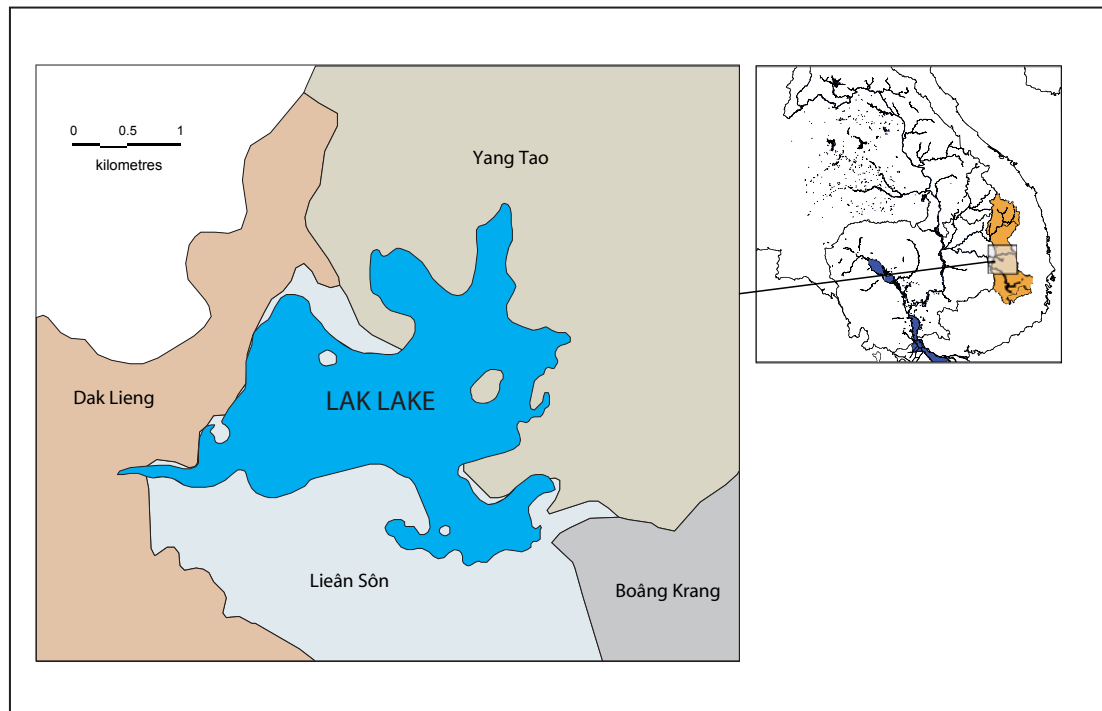 0 0.5 1
kilometres
Yang Tao
Dak Lieng
LAK LAKE
Lieân Sôn
Boâng Krang